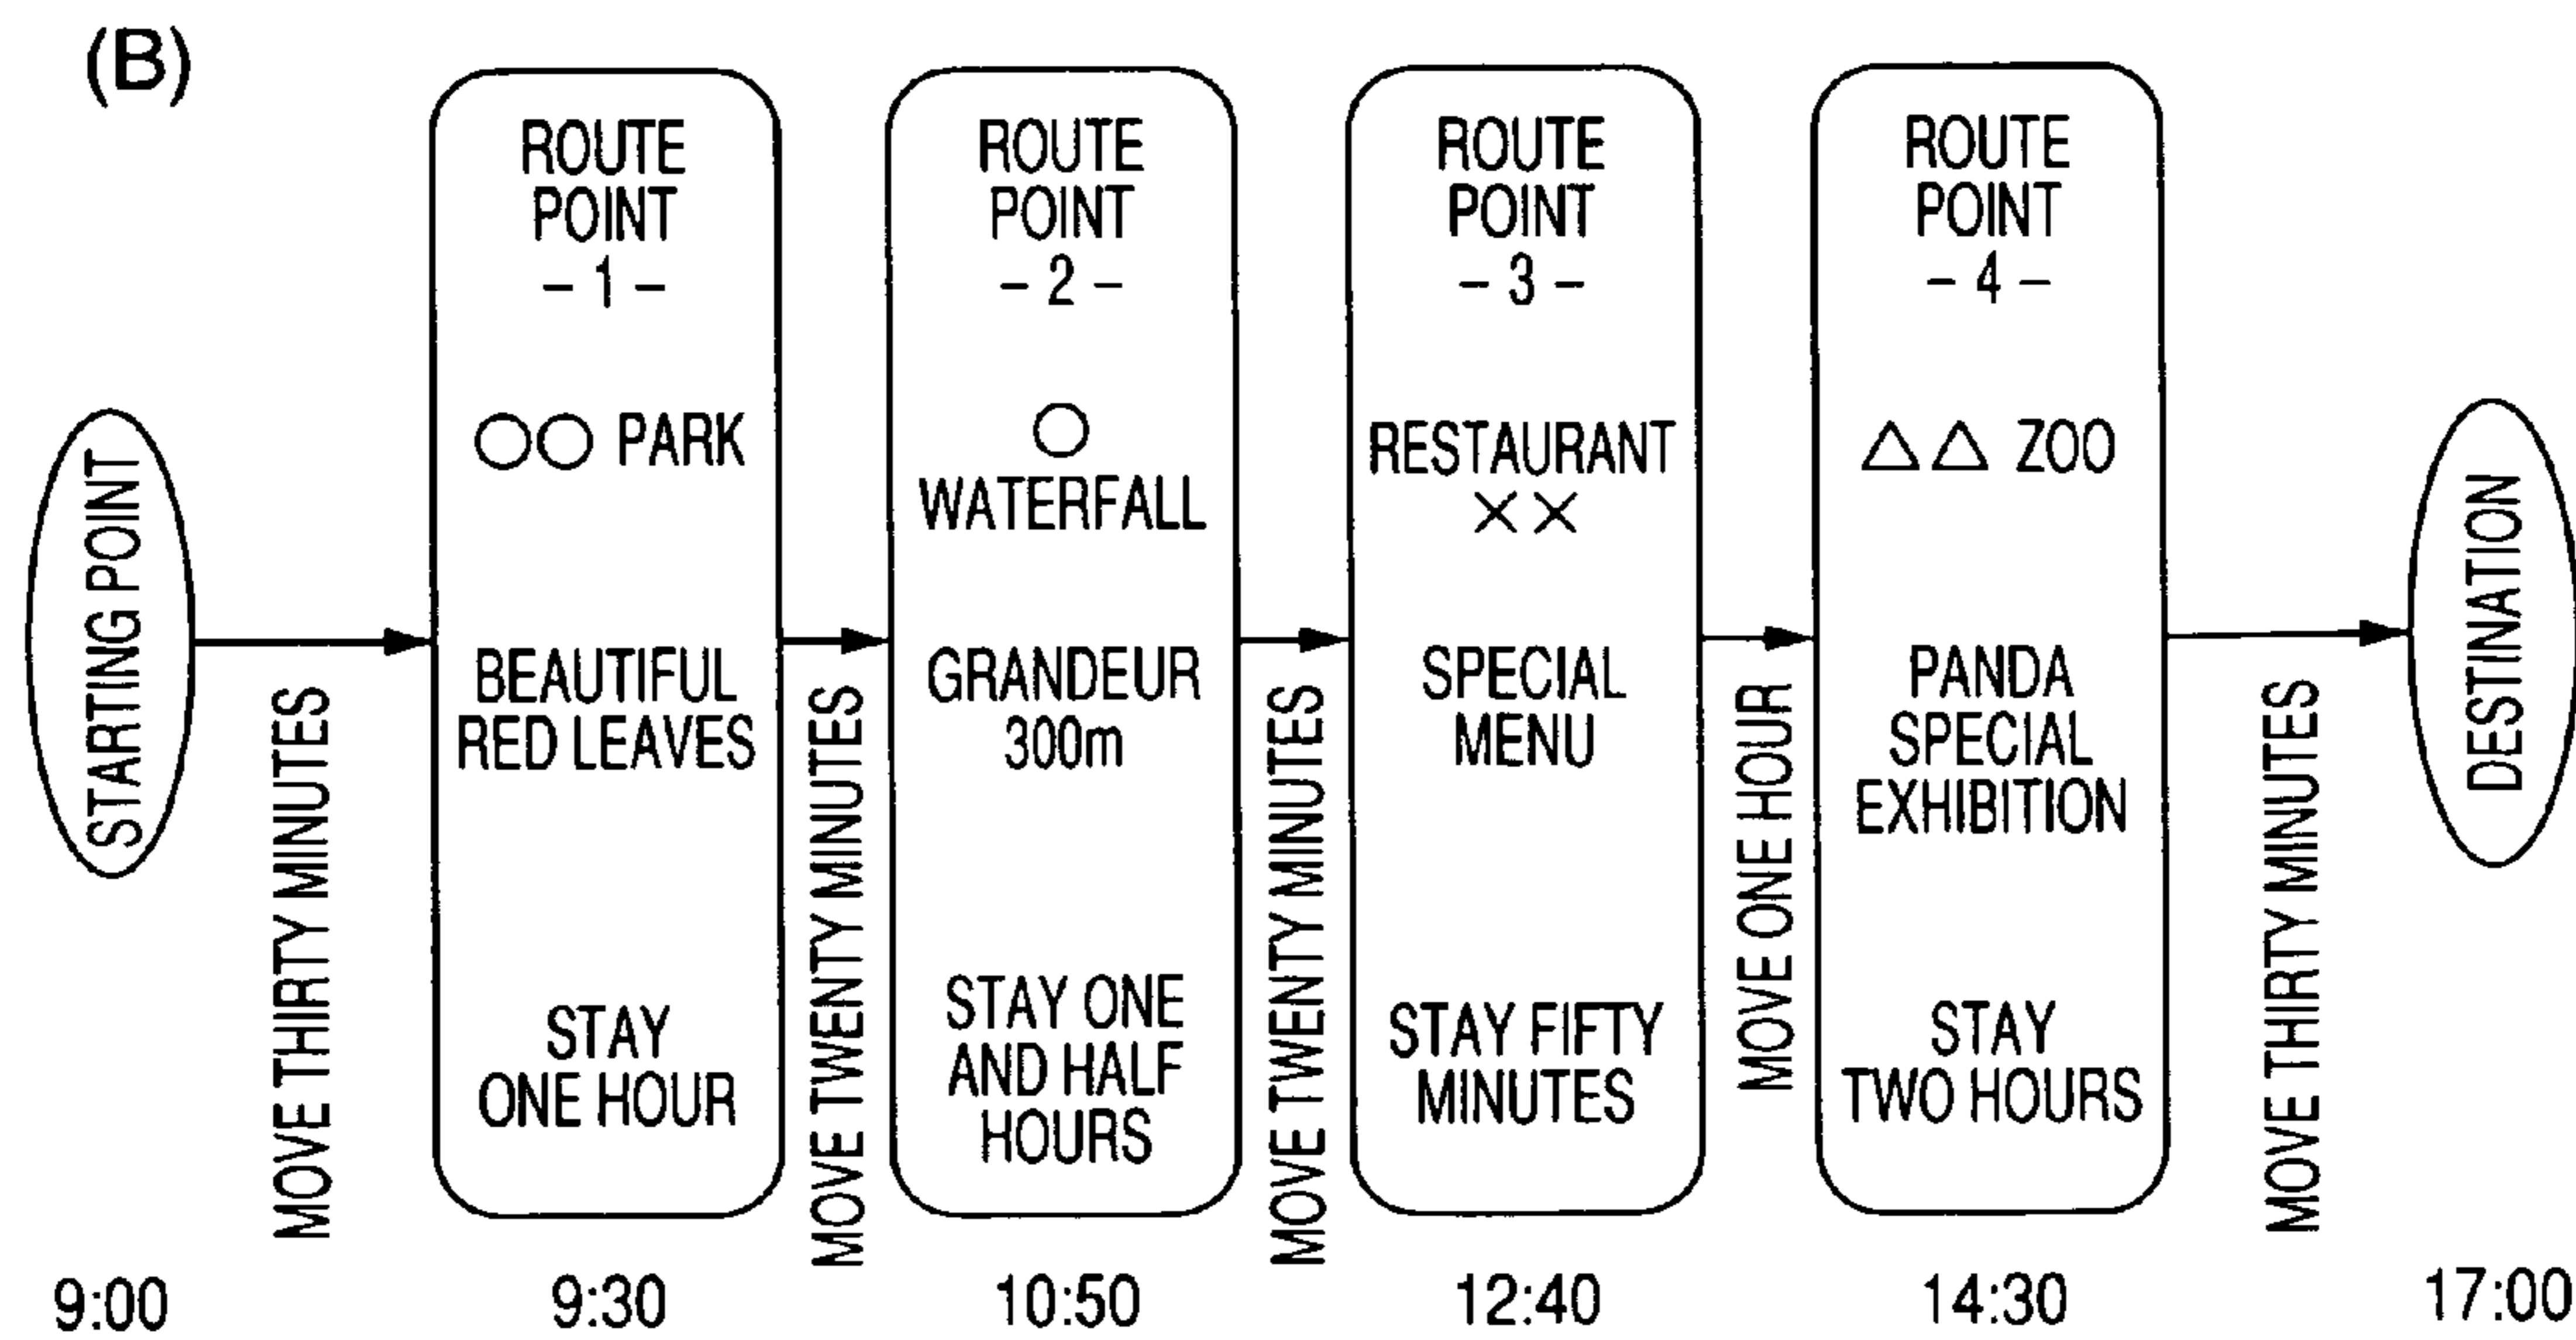 (B)
STARTING POINT
MOVE THIRTY MINUTES
ROUTE
POINT
– 1 –
○○ PARK
BEAUTIFUL
RED LEAVES
STAY
ONE HOUR
MOVE TWENTY MINUTES
ROUTE
POINT
– 2 –
○
WATERFALL
GRANDEUR
300m
STAY ONE
AND HALF
HOURS
MOVE TWENTY MINUTES
ROUTE
POINT
– 3 –
RESTAURANT
××
SPECIAL
MENU
STAY FIFTY
MINUTES
MOVE ONE HOUR
ROUTE
POINT
– 4 –
△△ ZOO
PANDA
SPECIAL
EXHIBITION
STAY
TWO HOURS
MOVE THIRTY MINUTES
DESTINATION
9:00 9:30 10:50 12:40 14:30 17:00